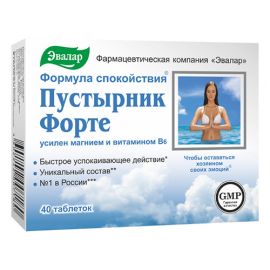 Эвалар
Фармацевтическая компания "Эвалар"
Формула спокойствия®
Пустырник
Форте
усилен магнием и витамином В6
• Быстрое успокаивающее действие*
• Уникальный состав**
• №1 в России***
Чтобы оставаться
хозяином
своих эмоций
40 таблеток
GMP